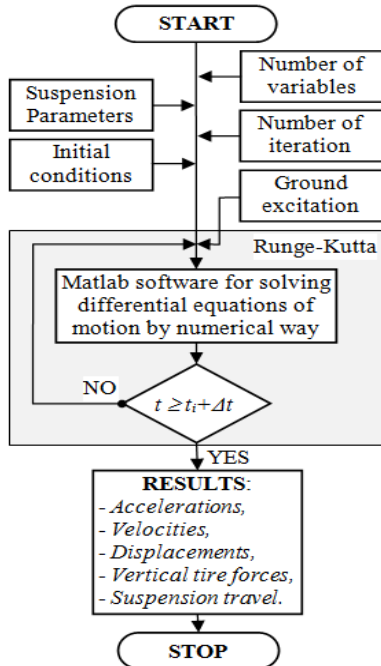 START
Number of
variables
Suspension
Parameters
Number of
iteration
Initial
conditions
Ground
excitation
Runge-Kutta
Matlab software for solving
differential equations of
motion by numerical way
NO
t ≥ tᵢ+Δt
YES
RESULTS:
- Accelerations,
- Velocities,
- Displacements,
- Vertical tire forces,
- Suspension travel.
STOP